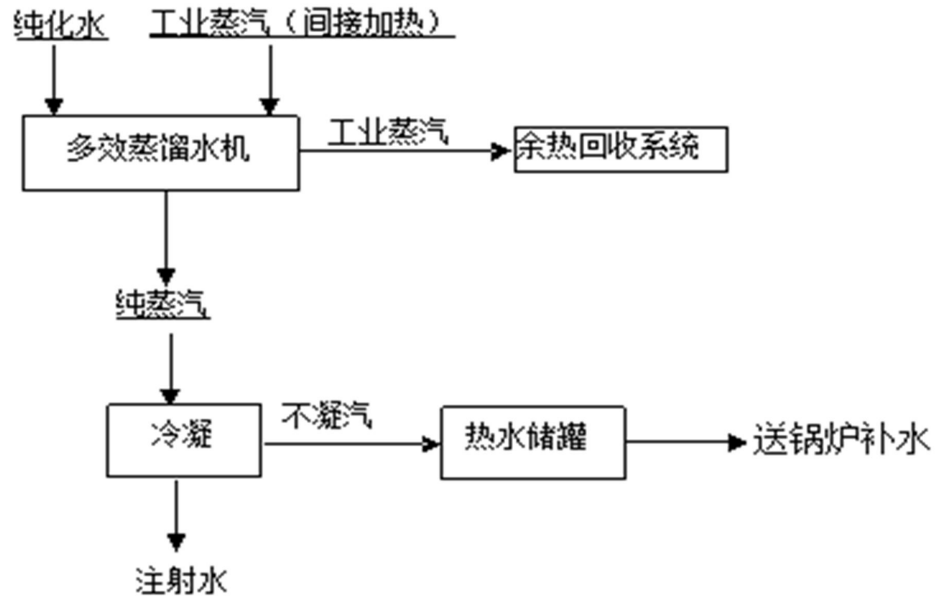 纯化水
工业蒸汽（间接加热）
多效蒸馏水机
工业蒸汽
余热回收系统
纯蒸汽
冷凝
不凝汽
热水储罐
送锅炉补水
注射水